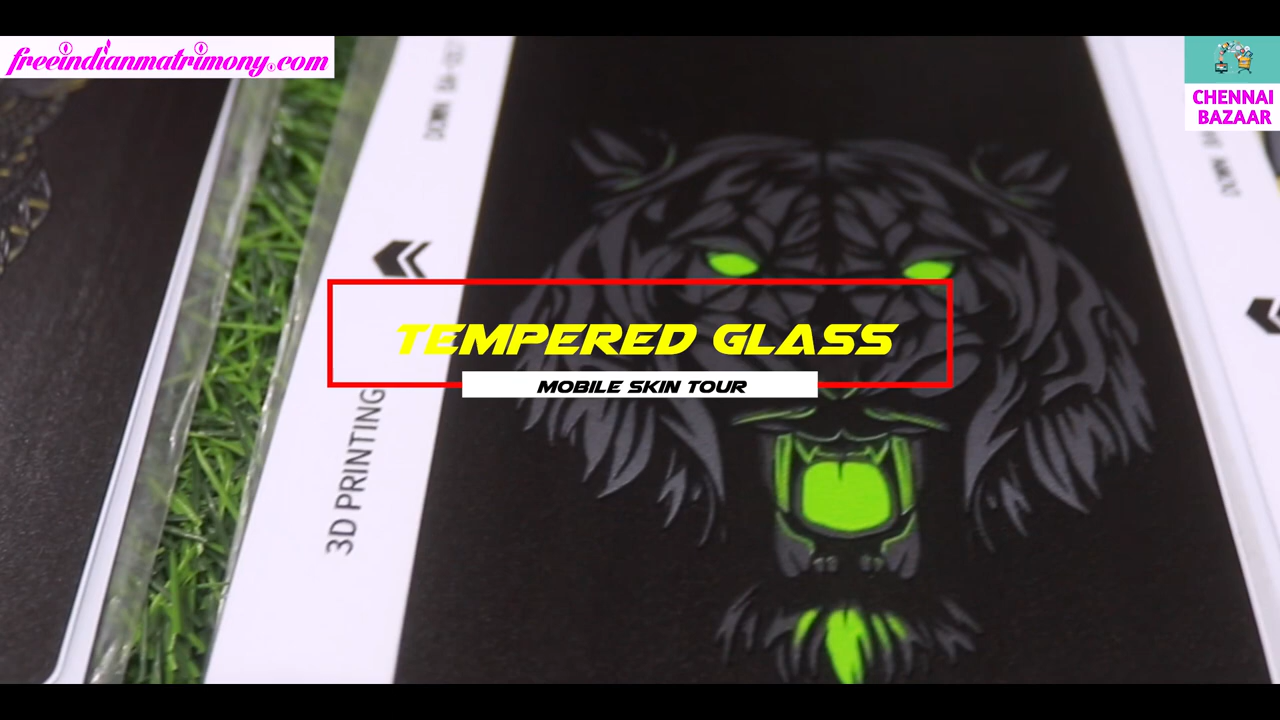 freeindianmatrimony.com
CHENNAI
BAZAAR
TEMPERED GLASS
MOBILE SKIN TOUR
3D PRINTING